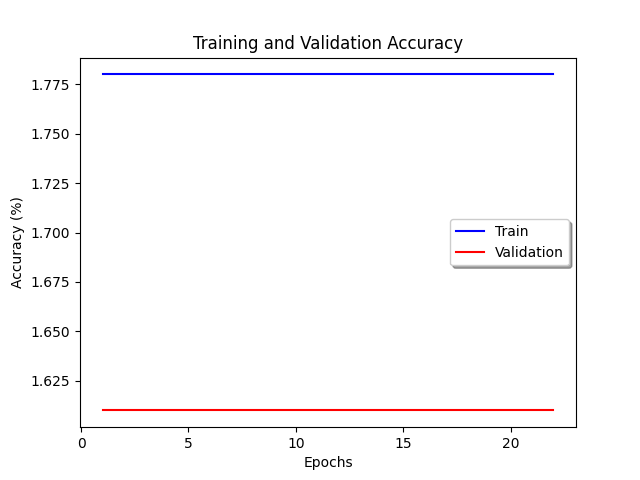 Training and Validation Accuracy
Accuracy (%)
1.775
1.750
1.725
1.700
1.675
1.650
1.625
Train
Validation
0 5 10 15 20
Epochs